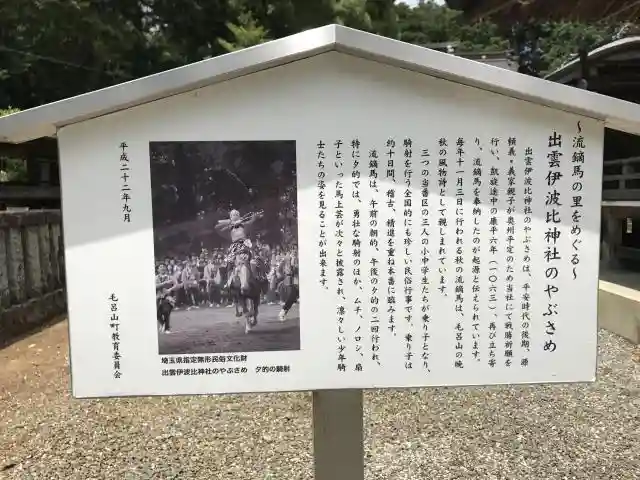 ～流鏑馬の里をめぐる～
出雲伊波比神社のやぶさめ
出雲伊波比神社のやぶさめは、平安時代の後期、源
頼義・義家親子が奥州平定のため当社にて戦勝祈願を
行い、凱旋途中の康平六年（一〇六三）、再び立ち寄
り、流鏑馬を奉納したのが起源と伝えられています。
毎年十一月三日に行われる秋の流鏑馬は、毛呂山の晩
秋の風物詩として親しまれています。
三つの当番区の三人の小中学生たちが乗り子となり、
騎射を行う全国的にも珍しい民俗行事です。乗り子は
約十日間、稽古、精進を重ね本番に臨みます。
流鏑馬は、午前の朝的、午後の夕的の二回行われ、
特に夕的では、勇壮な騎射のほか、ムチ、ノロシ、扇
子といった馬上芸が次々と披露され、凛々しい少年騎
士たちの姿を見ることが出来ます。
埼玉県指定無形民俗文化財
出雲伊波比神社のやぶさめ　夕的の騎射
平成二十二年九月
毛呂山町教育委員会